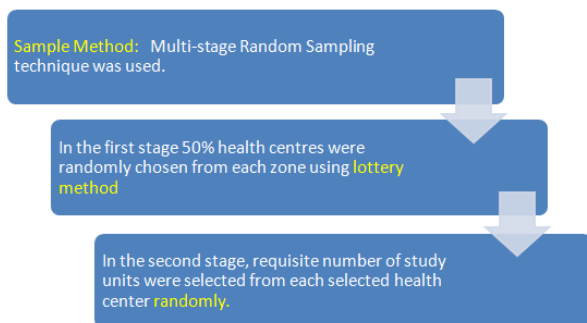 Sample Method: Multi-stage Random Sampling
technique was used.
In the first stage 50% health centres were
randomly chosen from each zone using lottery
method
In the second stage, requisite number of study
units were selected from each selected health
center randomly.